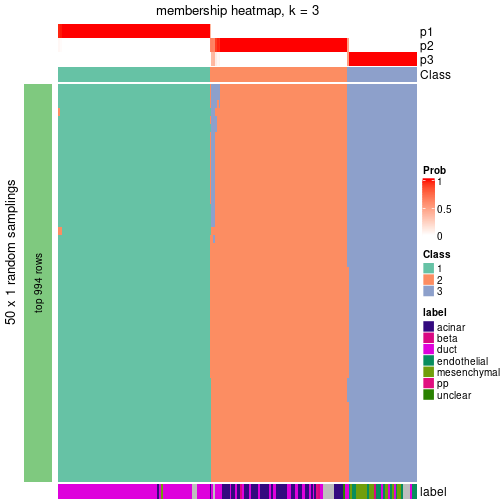 membership heatmap, k = 3
p1
p2
p3
Class
50 x 1 random samplings
top 994 rows
Prob
1
0.5
0
Class
1
2
3
label
acinar
beta
duct
endothelial
mesenchymal
pp
unclear
label